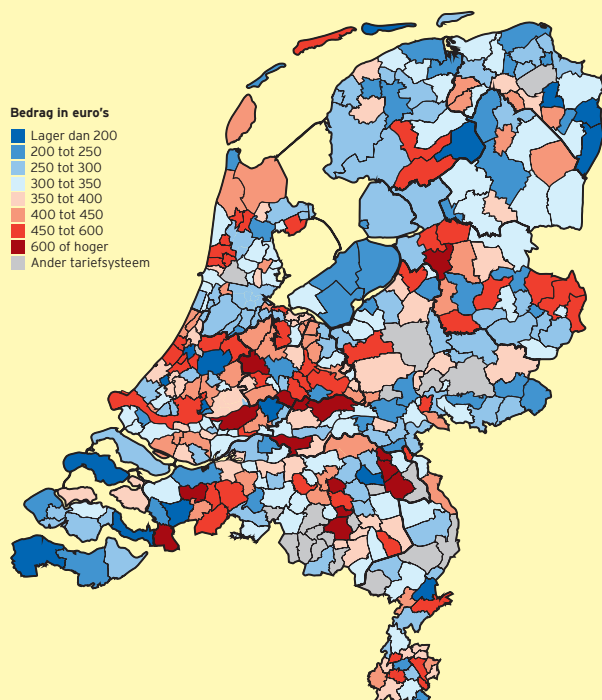 Bedrag in euro's
Lager dan 200
200 tot 250
250 tot 300
300 tot 350
350 tot 400
400 tot 450
450 tot 600
600 of hoger
Ander tariefsysteem